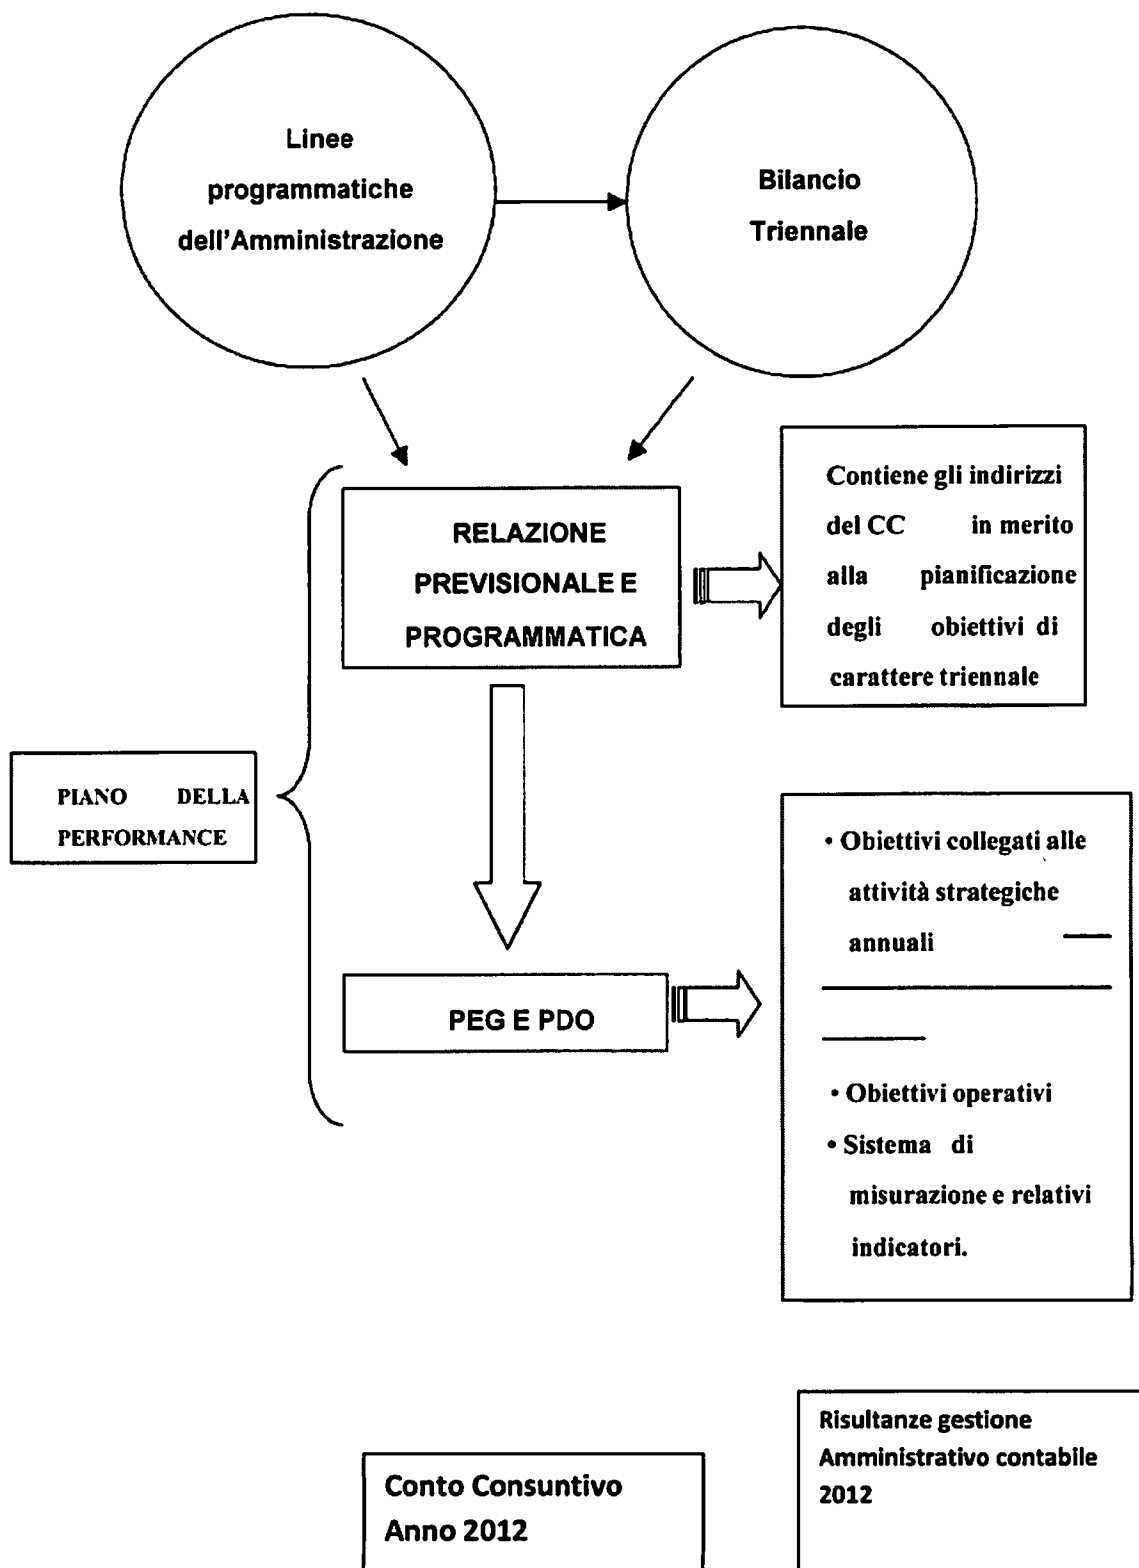 Linee
programmatiche
dell'Amministrazione
Bilancio
Triennale
RELAZIONE
PREVISIONALE E
PROGRAMMATICA
Contiene gli indirizzi
del CC in merito
alla pianificazione
degli obiettivi di
carattere triennale
PIANO DELLA
PERFORMANCE
• Obiettivi collegati alle
attività strategiche
annuali
PEG E PDO
• Obiettivi operativi
• Sistema di
misurazione e relativi
indicatori.
Conto Consuntivo
Anno 2012
Risultanze gestione
Amministrativo contabile
2012